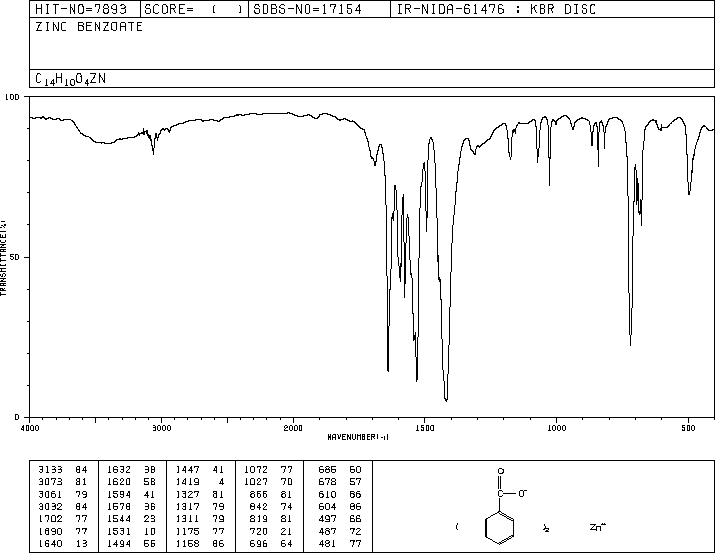 HIT-NO=7893 SCORE= ( ) SDBS-NO=17154 IR-NIDA-61476 : KBR DISC
ZINC BENZOATE
C14H10O4ZN
100
50
0
TRANSMITTANCE(%)
4000 3000 2000 1500 1000 500
WAVENUMBER(-1)
3133 84 1632 38 1447 41 1072 77 686 60
3073 81 1620 58 1419 4 1027 70 678 57
3061 79 1594 41 1327 81 866 81 610 86
3032 84 1578 36 1317 79 842 74 604 86
1702 77 1544 23 1311 79 819 81 497 66
1690 77 1531 10 1175 77 720 21 487 72
1640 13 1494 55 1158 86 696 64 481 77
O
C—O⁻
( )2 Zn⁺⁺